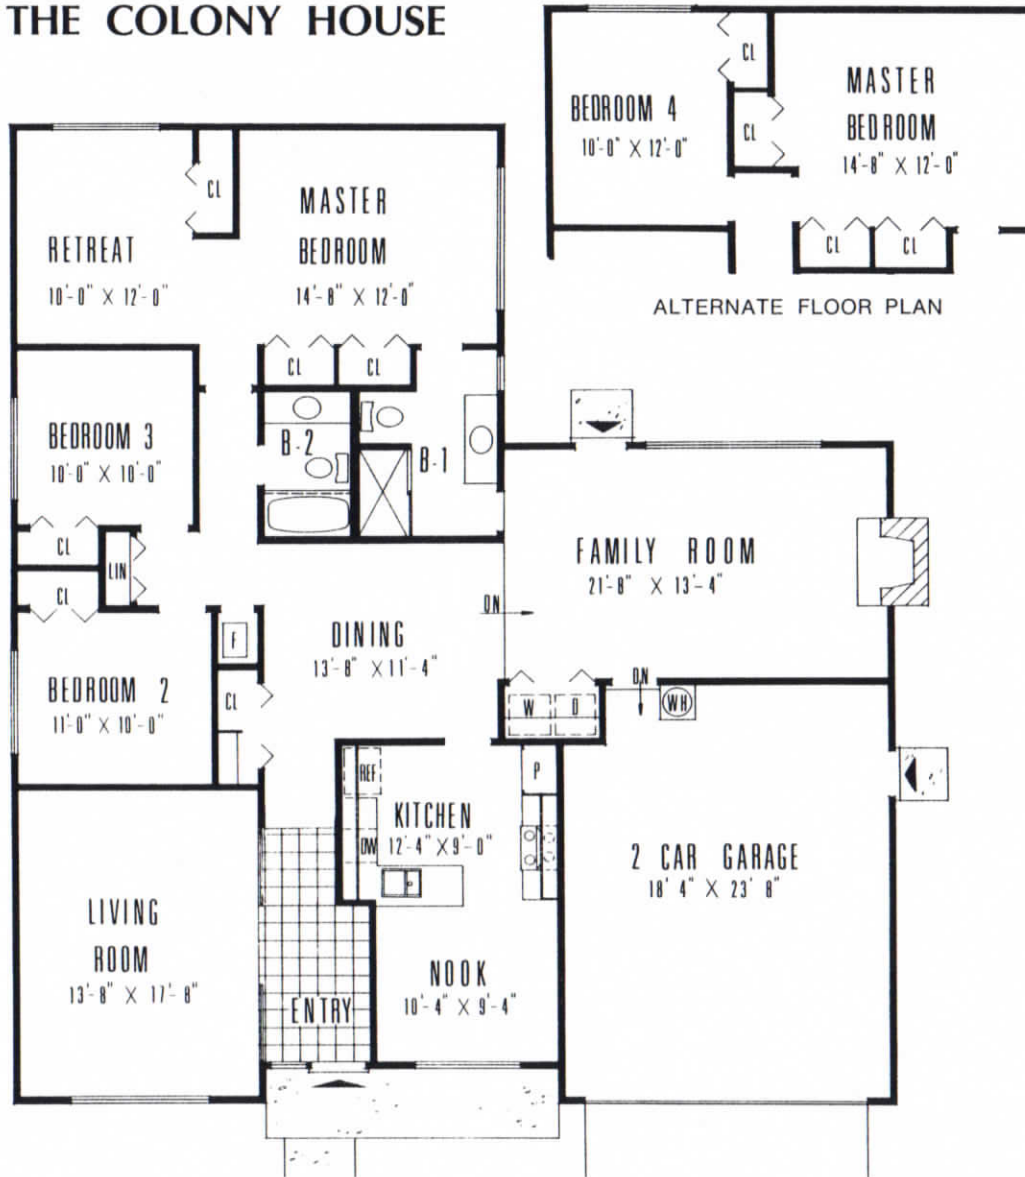 THE COLONY HOUSE
BEDROOM 4
10'-0" X 12'-0"
CL
CL
MASTER
BEDROOM
14'-8" X 12'-0"
CL
CL
ALTERNATE FLOOR PLAN
RETREAT
10'-0" X 12'-0"
CL
MASTER
BEDROOM
14'-8" X 12'-0"
CL
CL
BEDROOM 3
10'-0" X 10'-0"
CL
LIN
CL
B-2
B-1
FAMILY ROOM
21'-8" X 13'-4"
DN
DINING
13'-8" X 11'-4"
F
BEDROOM 2
11'-0" X 10'-0"
CL
W
D
DN
WH
REF
P
KITCHEN
12'-4" X 9'-0"
DW
2 CAR GARAGE
18' 4" X 23' 8"
LIVING
ROOM
13'-8" X 17'-8"
ENTRY
NOOK
10'-4" X 9'-4"